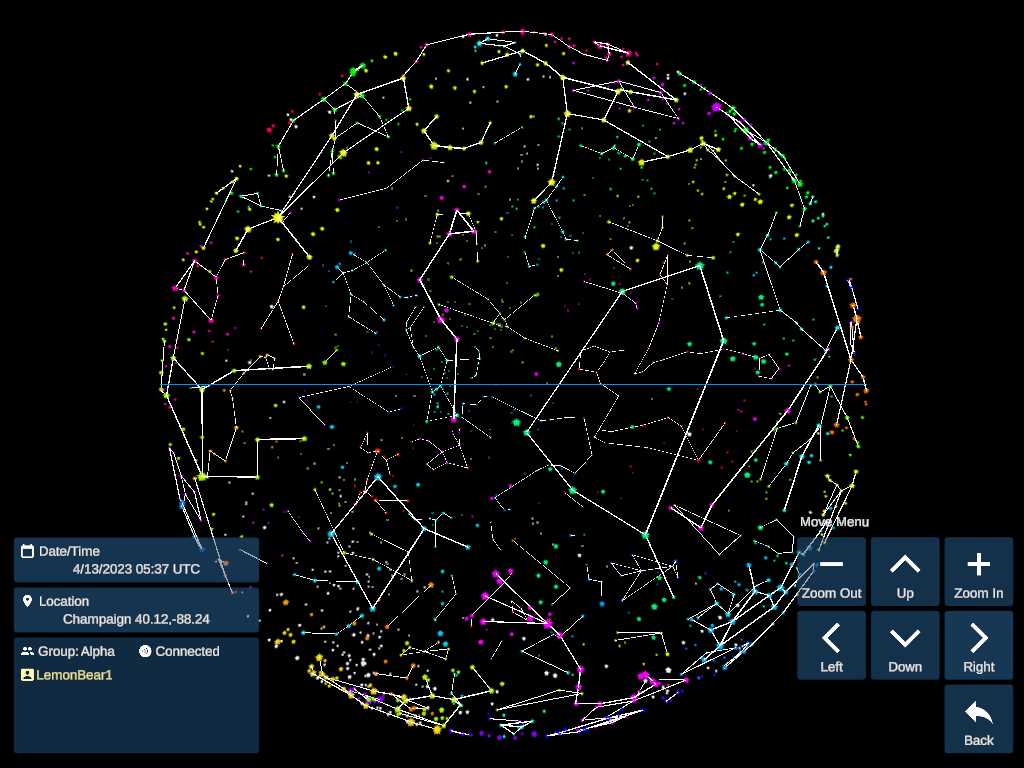 Date/Time
4/13/2023 05:37 UTC
Location
Champaign 40.12,-88.24
Group: Alpha Connected
LemonBear1
Move Menu
Zoom Out Up Zoom In
Left Down Right
Back